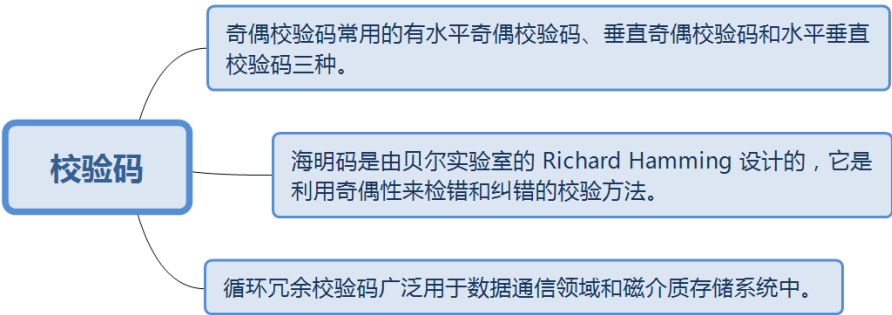 奇偶校验码常用的有水平奇偶校验码、垂直奇偶校验码和水平垂直
校验码三种。
校验码
海明码是由贝尔实验室的 Richard Hamming 设计的，它是
利用奇偶性来检错和纠错的校验方法。
循环冗余校验码广泛用于数据通信领域和磁介质存储系统中。